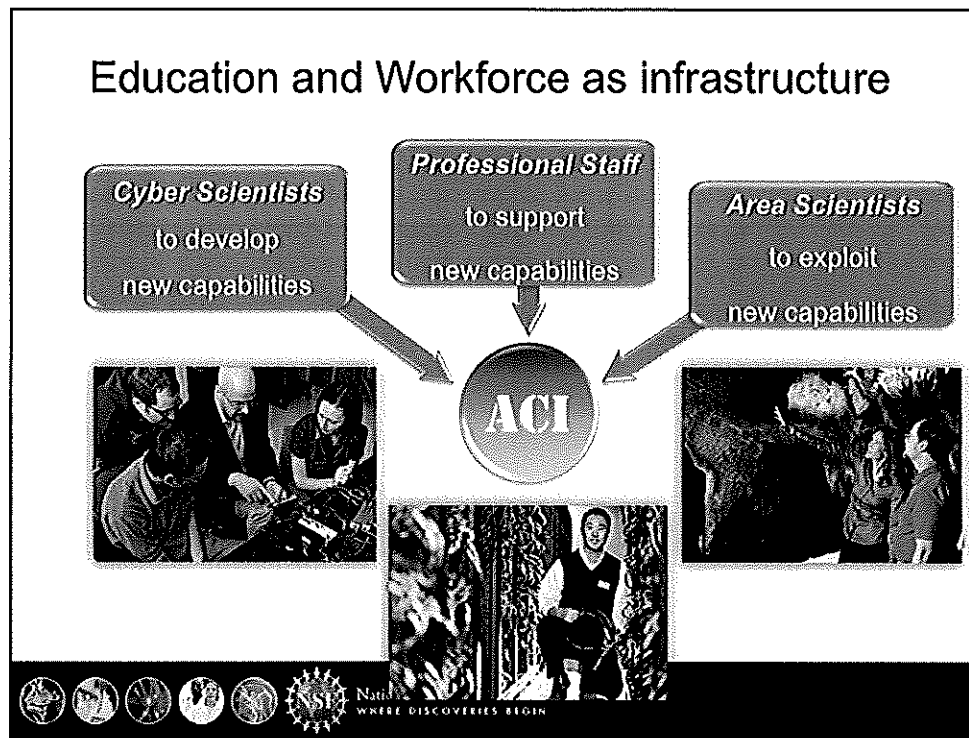 Education and Workforce as infrastructure
Cyber Scientists
to develop
new capabilities
Professional Staff
to support
new capabilities
Area Scientists
to exploit
new capabilities
ACI
NSF
WHERE DISCOVERIES BEGIN